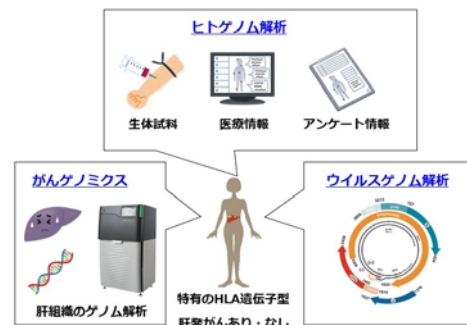 ヒトゲノム解析
生体試料
医療情報
アンケート情報
がんゲノミクス
肝組織のゲノム解析
特有のHLA遺伝子型
肝発がんあり・なし
ウイルスゲノム解析